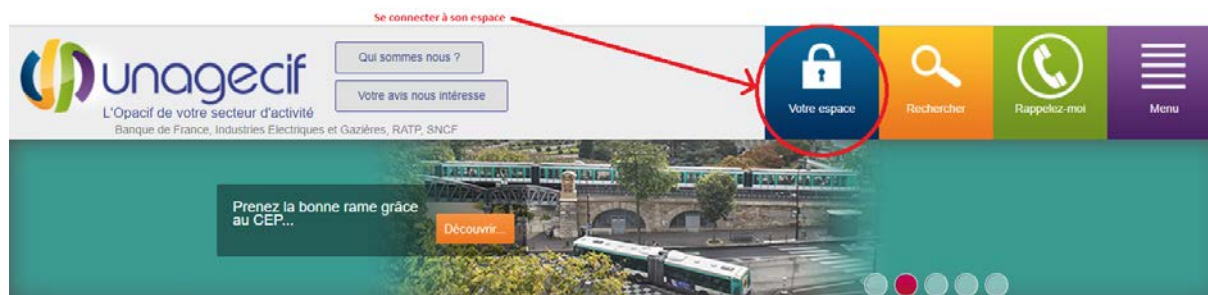 Se connecter à son espace
unagecif
L'Opacif de votre secteur d'activité
Banque de France, Industries Electriques et Gazières, RATP, SNCF
Qui sommes nous ?
Votre avis nous intéresse
Votre espace
Rechercher
Rappelez-moi
Menu
Prenez la bonne rame grâce
au CEP...
Découvrir...